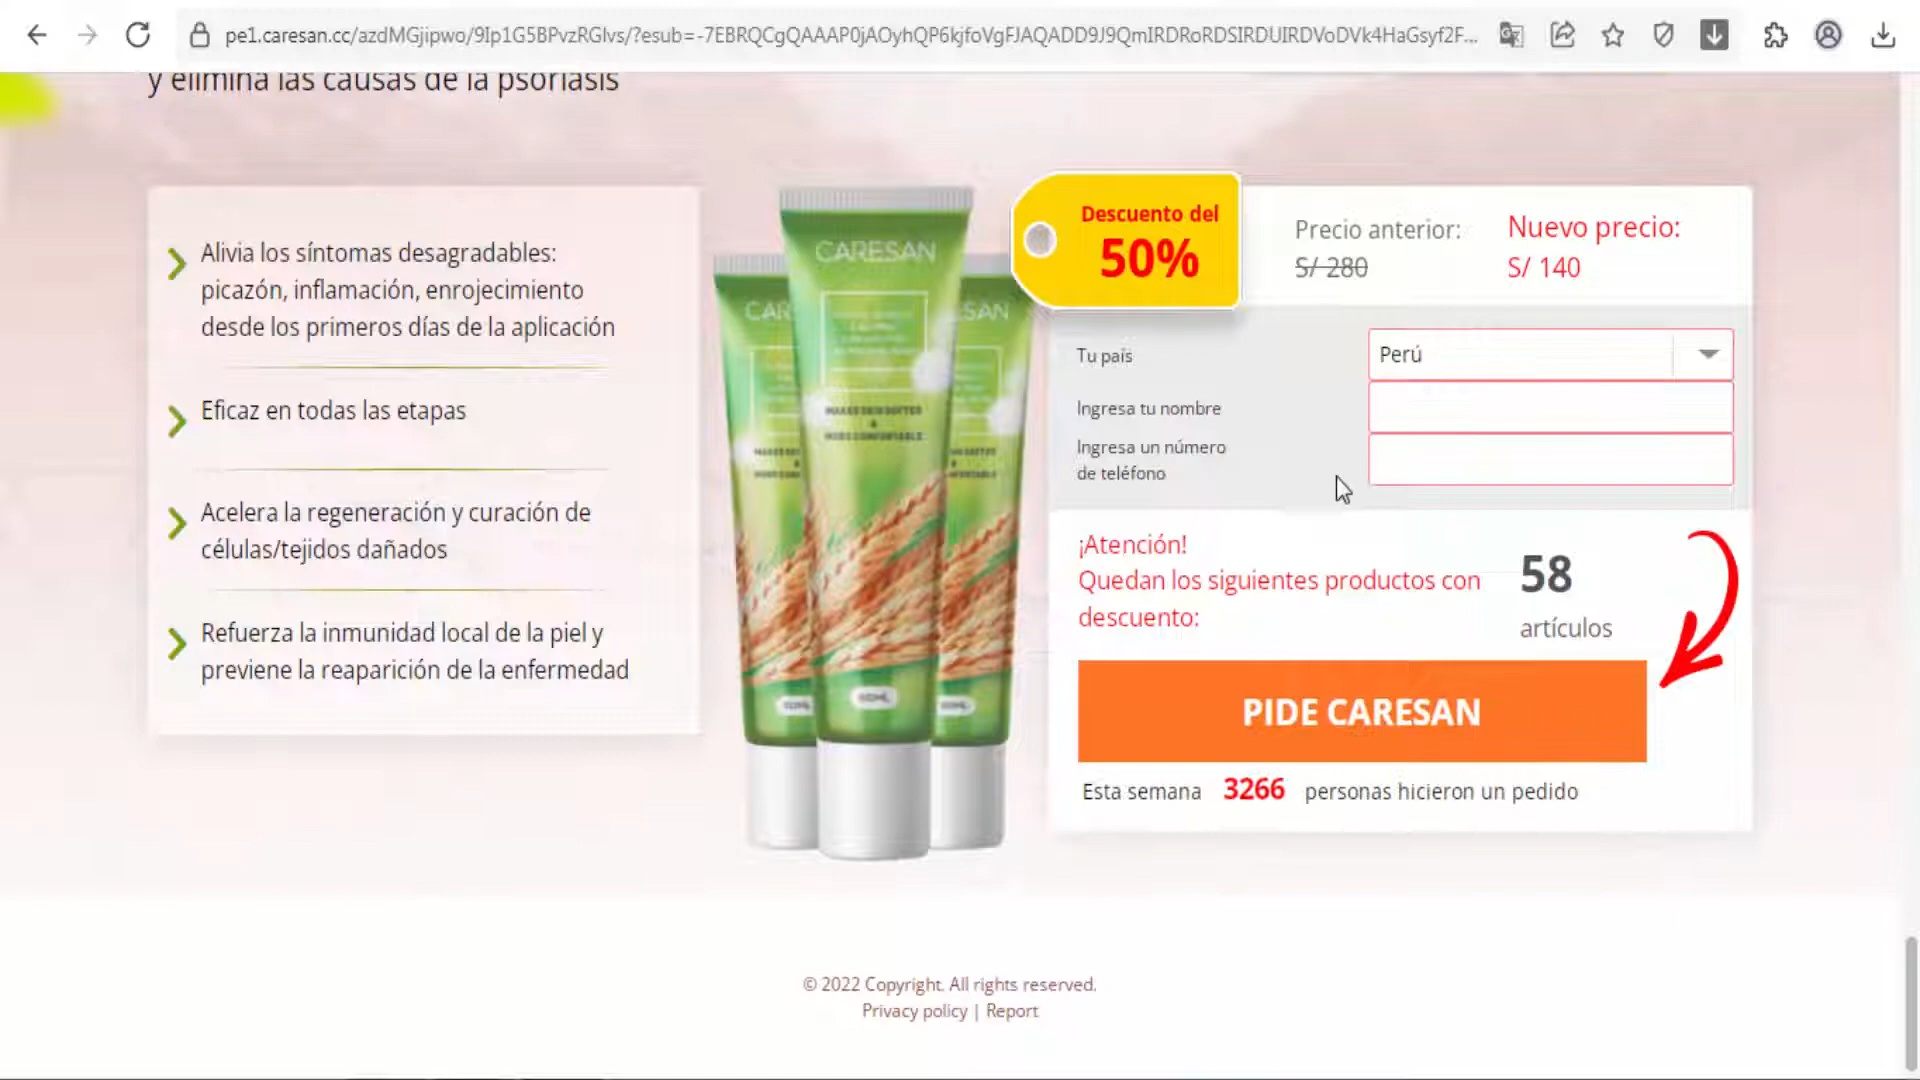 pe1.caresan.cc/azdMGjipwo/9Ip1G5BPvzRGlvs/?esub=-7EBRQCgQAAAP0jAOyhQP6kjfoVgFJAQADD9J9QmIRDRoRDSIRDUIRDVoDVk4HaGsyf2F...
y elimina las causas de la psoriasis
Alivia los síntomas desagradables:
picazón, inflamación, enrojecimiento
desde los primeros días de la aplicación
Eficaz en todas las etapas
Acelera la regeneración y curación de
células/tejidos dañados
Refuerza la inmunidad local de la piel y
previene la reaparición de la enfermedad
CARESAN
MAKES SKIN SOFTER
&
MORE COMFORTABLE
Descuento del
50%
Precio anterior:
S/ 280
Nuevo precio:
S/ 140
Tu país
Perú
Ingresa tu nombre
Ingresa un número
de teléfono
¡Atención!
Quedan los siguientes productos con
descuento:
58
artículos
PIDE CARESAN
Esta semana 3266 personas hicieron un pedido
© 2022 Copyright. All rights reserved.
Privacy policy | Report